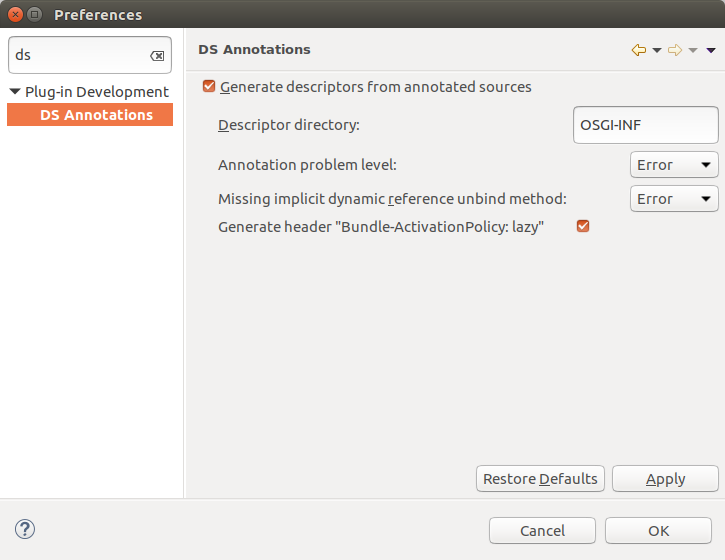 Preferences
ds
Plug-in Development
DS Annotations
DS Annotations
Generate descriptors from annotated sources
Descriptor directory: OSGI-INF
Annotation problem level: Error
Missing implicit dynamic reference unbind method: Error
Generate header "Bundle-ActivationPolicy: lazy"
Restore Defaults Apply
? Cancel OK